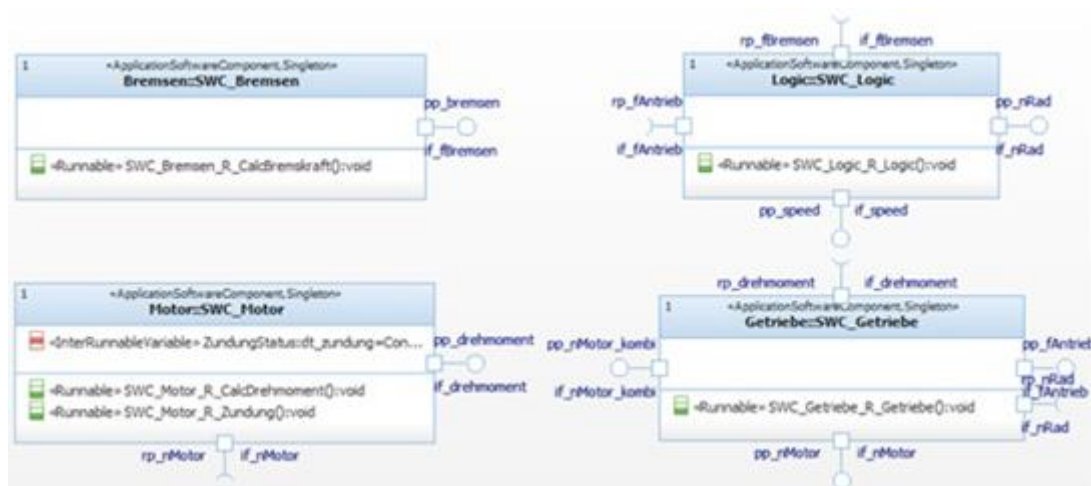 1
«ApplicationSoftwareComponent,Singleton»
Bremsen::SWC_Bremsen
pp_bremsen
if_fBremsen
«Runnable» SWC_Bremsen_R_CalcBremskraft():void
rp_fBremsen if_fBremsen
1
«ApplicationSoftwareComponent,Singleton»
Logic::SWC_Logic
rp_fAntrieb
if_fAntrieb
pp_nRad
if_nRad
«Runnable» SWC_Logic_R_Logic():void
pp_speed if_speed
1
«ApplicationSoftwareComponent,Singleton»
Motor::SWC_Motor
«InterRunnableVariable» ZundungStatus:dt_zundung=Con...
pp_drehmoment
if_drehmoment
«Runnable» SWC_Motor_R_CalcDrehmoment():void
«Runnable» SWC_Motor_R_Zundung():void
rp_nMotor if_nMotor
rp_drehmoment if_drehmoment
1
«ApplicationSoftwareComponent,Singleton»
Getriebe::SWC_Getriebe
pp_nMotor_kombi
if_nMotor_kombi
pp_fAntrieb
rp_nRad
if_fAntrieb
if_nRad
«Runnable» SWC_Getriebe_R_Getriebe():void
pp_nMotor if_nMotor